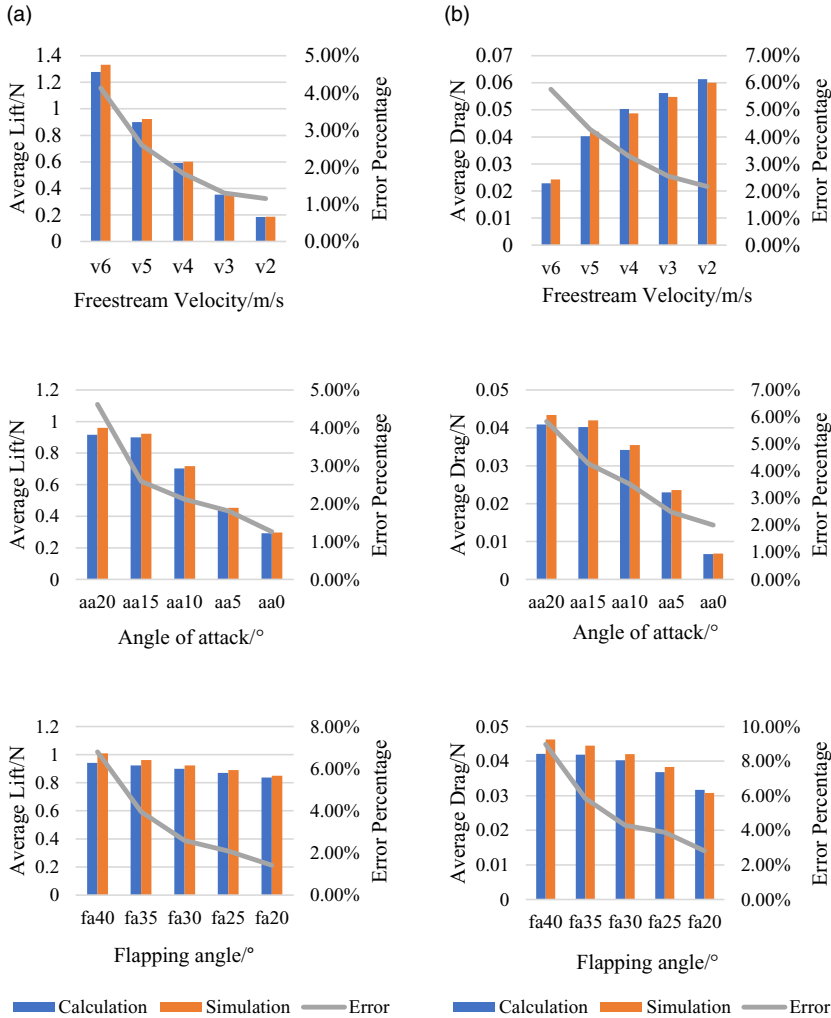 (a)
Average Lift/N
1.4
1.2
1
0.8
0.6
0.4
0.2
0
5.00%
4.00%
3.00%
2.00%
1.00%
0.00%
Error Percentage
v6 v5 v4 v3 v2
Freestream Velocity/m/s
(b)
Average Drag/N
0.07
0.06
0.05
0.04
0.03
0.02
0.01
0
7.00%
6.00%
5.00%
4.00%
3.00%
2.00%
1.00%
0.00%
Error Percentage
v6 v5 v4 v3 v2
Freestream Velocity/m/s
Average Lift/N
1.2
1
0.8
0.6
0.4
0.2
0
5.00%
4.00%
3.00%
2.00%
1.00%
0.00%
Error Percentage
aa20 aa15 aa10 aa5 aa0
Angle of attack/°
Average Drag/N
0.05
0.04
0.03
0.02
0.01
0
7.00%
6.00%
5.00%
4.00%
3.00%
2.00%
1.00%
0.00%
Error Percentage
aa20 aa15 aa10 aa5 aa0
Angle of attack/°
Average Lift/N
1.2
1
0.8
0.6
0.4
0.2
0
8.00%
6.00%
4.00%
2.00%
0.00%
Error Percentage
fa40 fa35 fa30 fa25 fa20
Flapping angle/°
Average Drag/N
0.05
0.04
0.03
0.02
0.01
0
10.00%
8.00%
6.00%
4.00%
2.00%
0.00%
Error Percentage
fa40 fa35 fa30 fa25 fa20
Flapping angle/°
Calculation Simulation Error
Calculation Simulation Error